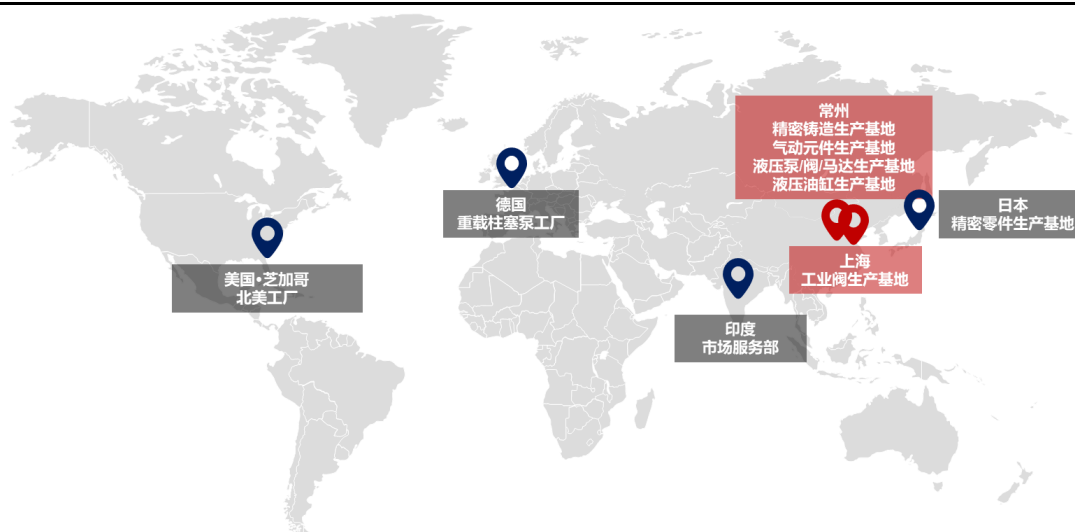 常州
精密铸造生产基地
气动元件生产基地
液压泵/阀/马达生产基地
液压油缸生产基地
德国
重载柱塞泵工厂
日本
精密零件生产基地
上海
工业阀生产基地
美国•芝加哥
北美工厂
印度
市场服务部